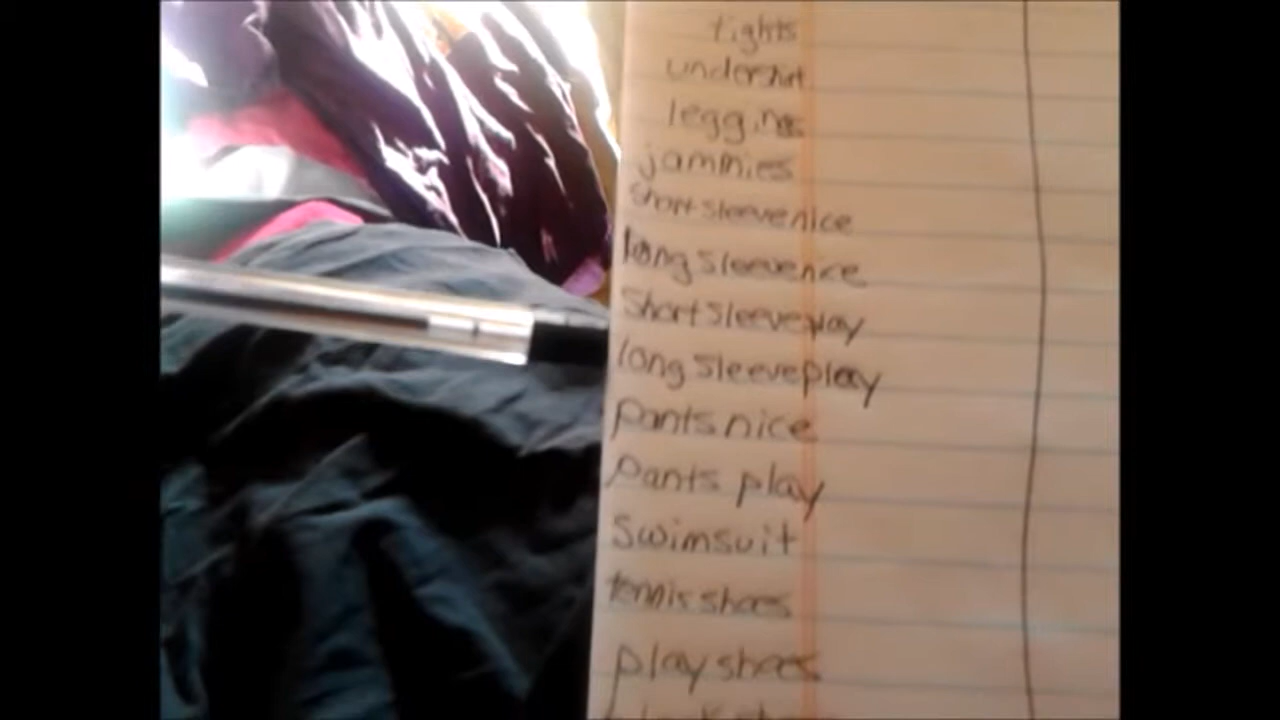 tights
undershirt
leggings
jammies
short sleeve nice
long sleeve nice
short sleeve play
long sleeve play
pants nice
pants play
swimsuit
tennis shoes
play shoes